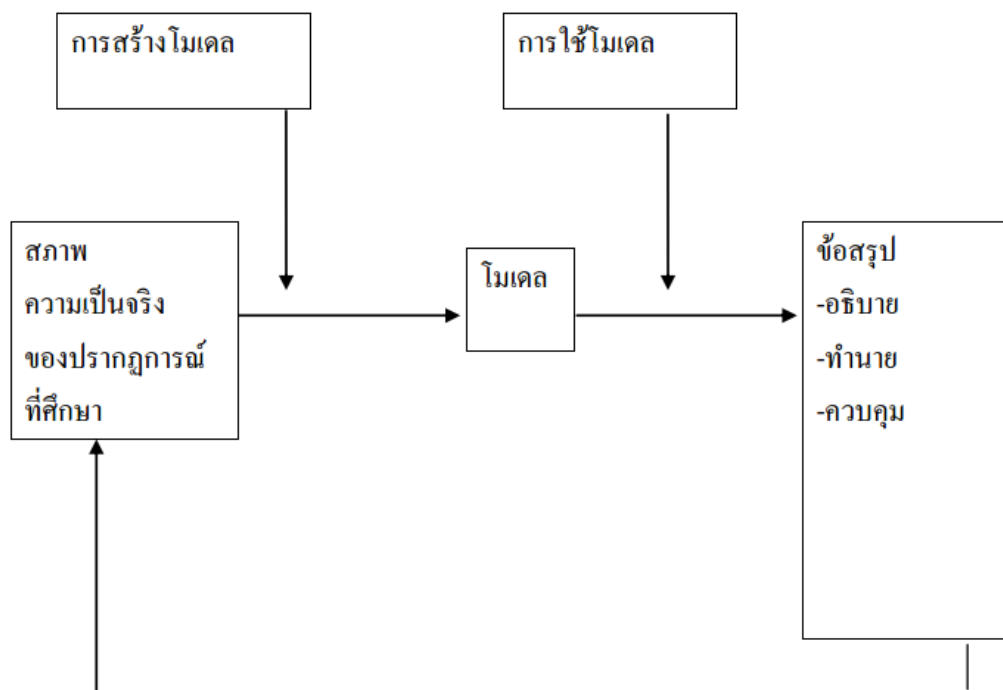 การสร้างโมเดล
การใช้โมเดล
สภาพ
ความเป็นจริง
ของปรากฏการณ์
ที่ศึกษา
โมเดล
ข้อสรุป
-อธิบาย
-ทำนาย
-ควบคุม